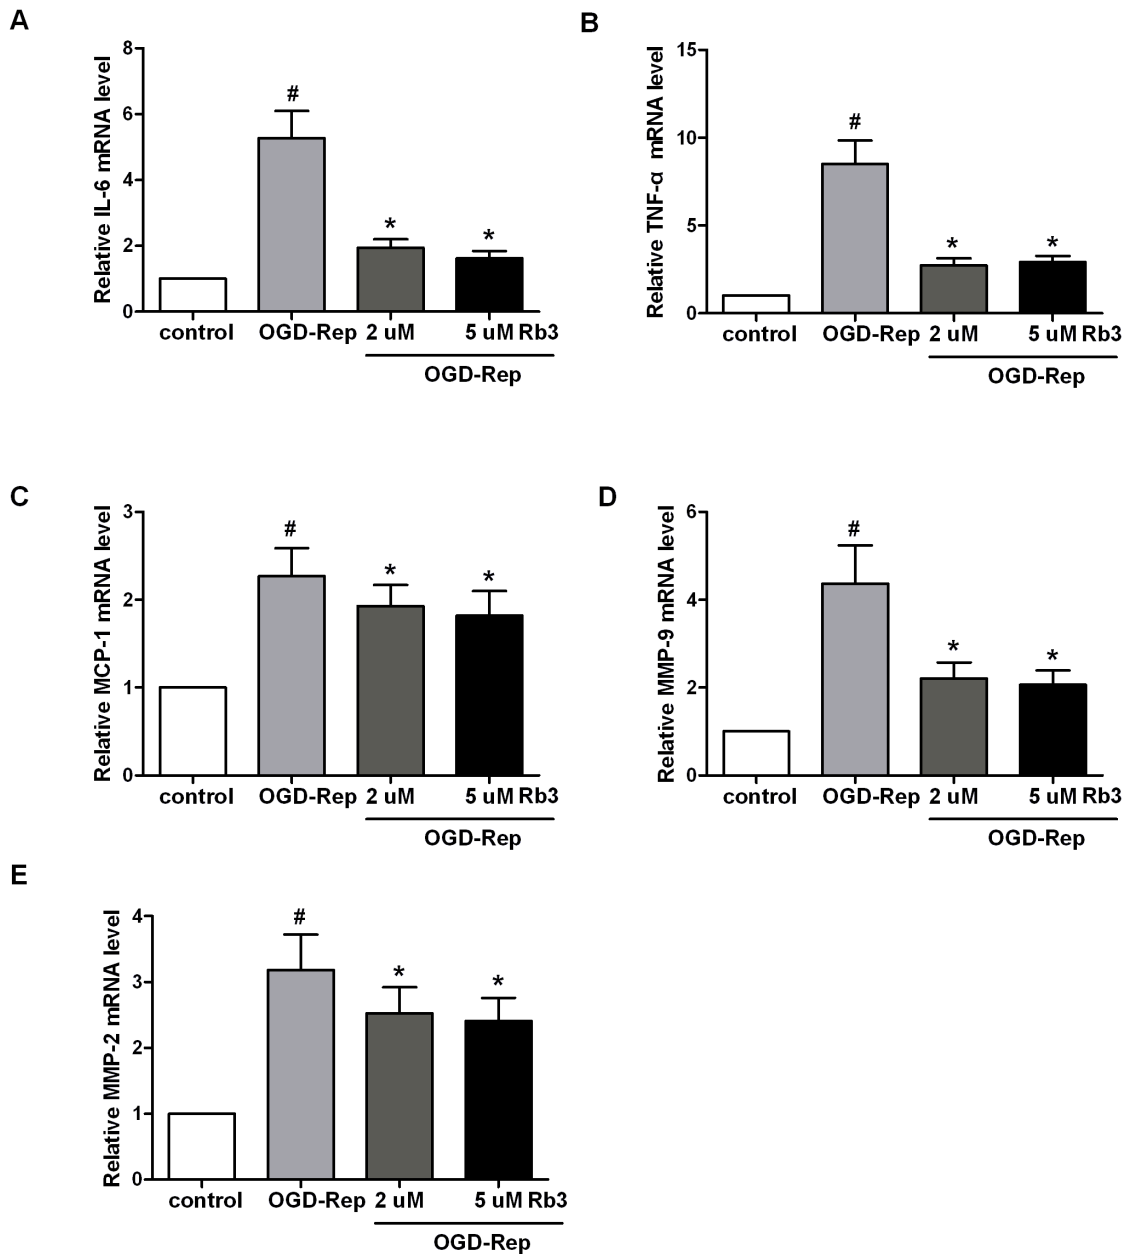 A
Relative IL-6 mRNA level
8
6
4
2
0
#
*
*
control OGD-Rep 2 uM 5 uM Rb3
OGD-Rep
B
Relative TNF-α mRNA level
15
10
5
0
#
*
*
control OGD-Rep 2 uM 5 uM Rb3
OGD-Rep
C
Relative MCP-1 mRNA level
3
2
1
0
#
*
*
control OGD-Rep 2 uM 5 uM Rb3
OGD-Rep
D
Relative MMP-9 mRNA level
6
4
2
0
#
*
*
control OGD-Rep 2 uM 5 uM Rb3
OGD-Rep
E
Relative MMP-2 mRNA level
4
3
2
1
0
#
*
*
control OGD-Rep 2 uM 5 uM Rb3
OGD-Rep